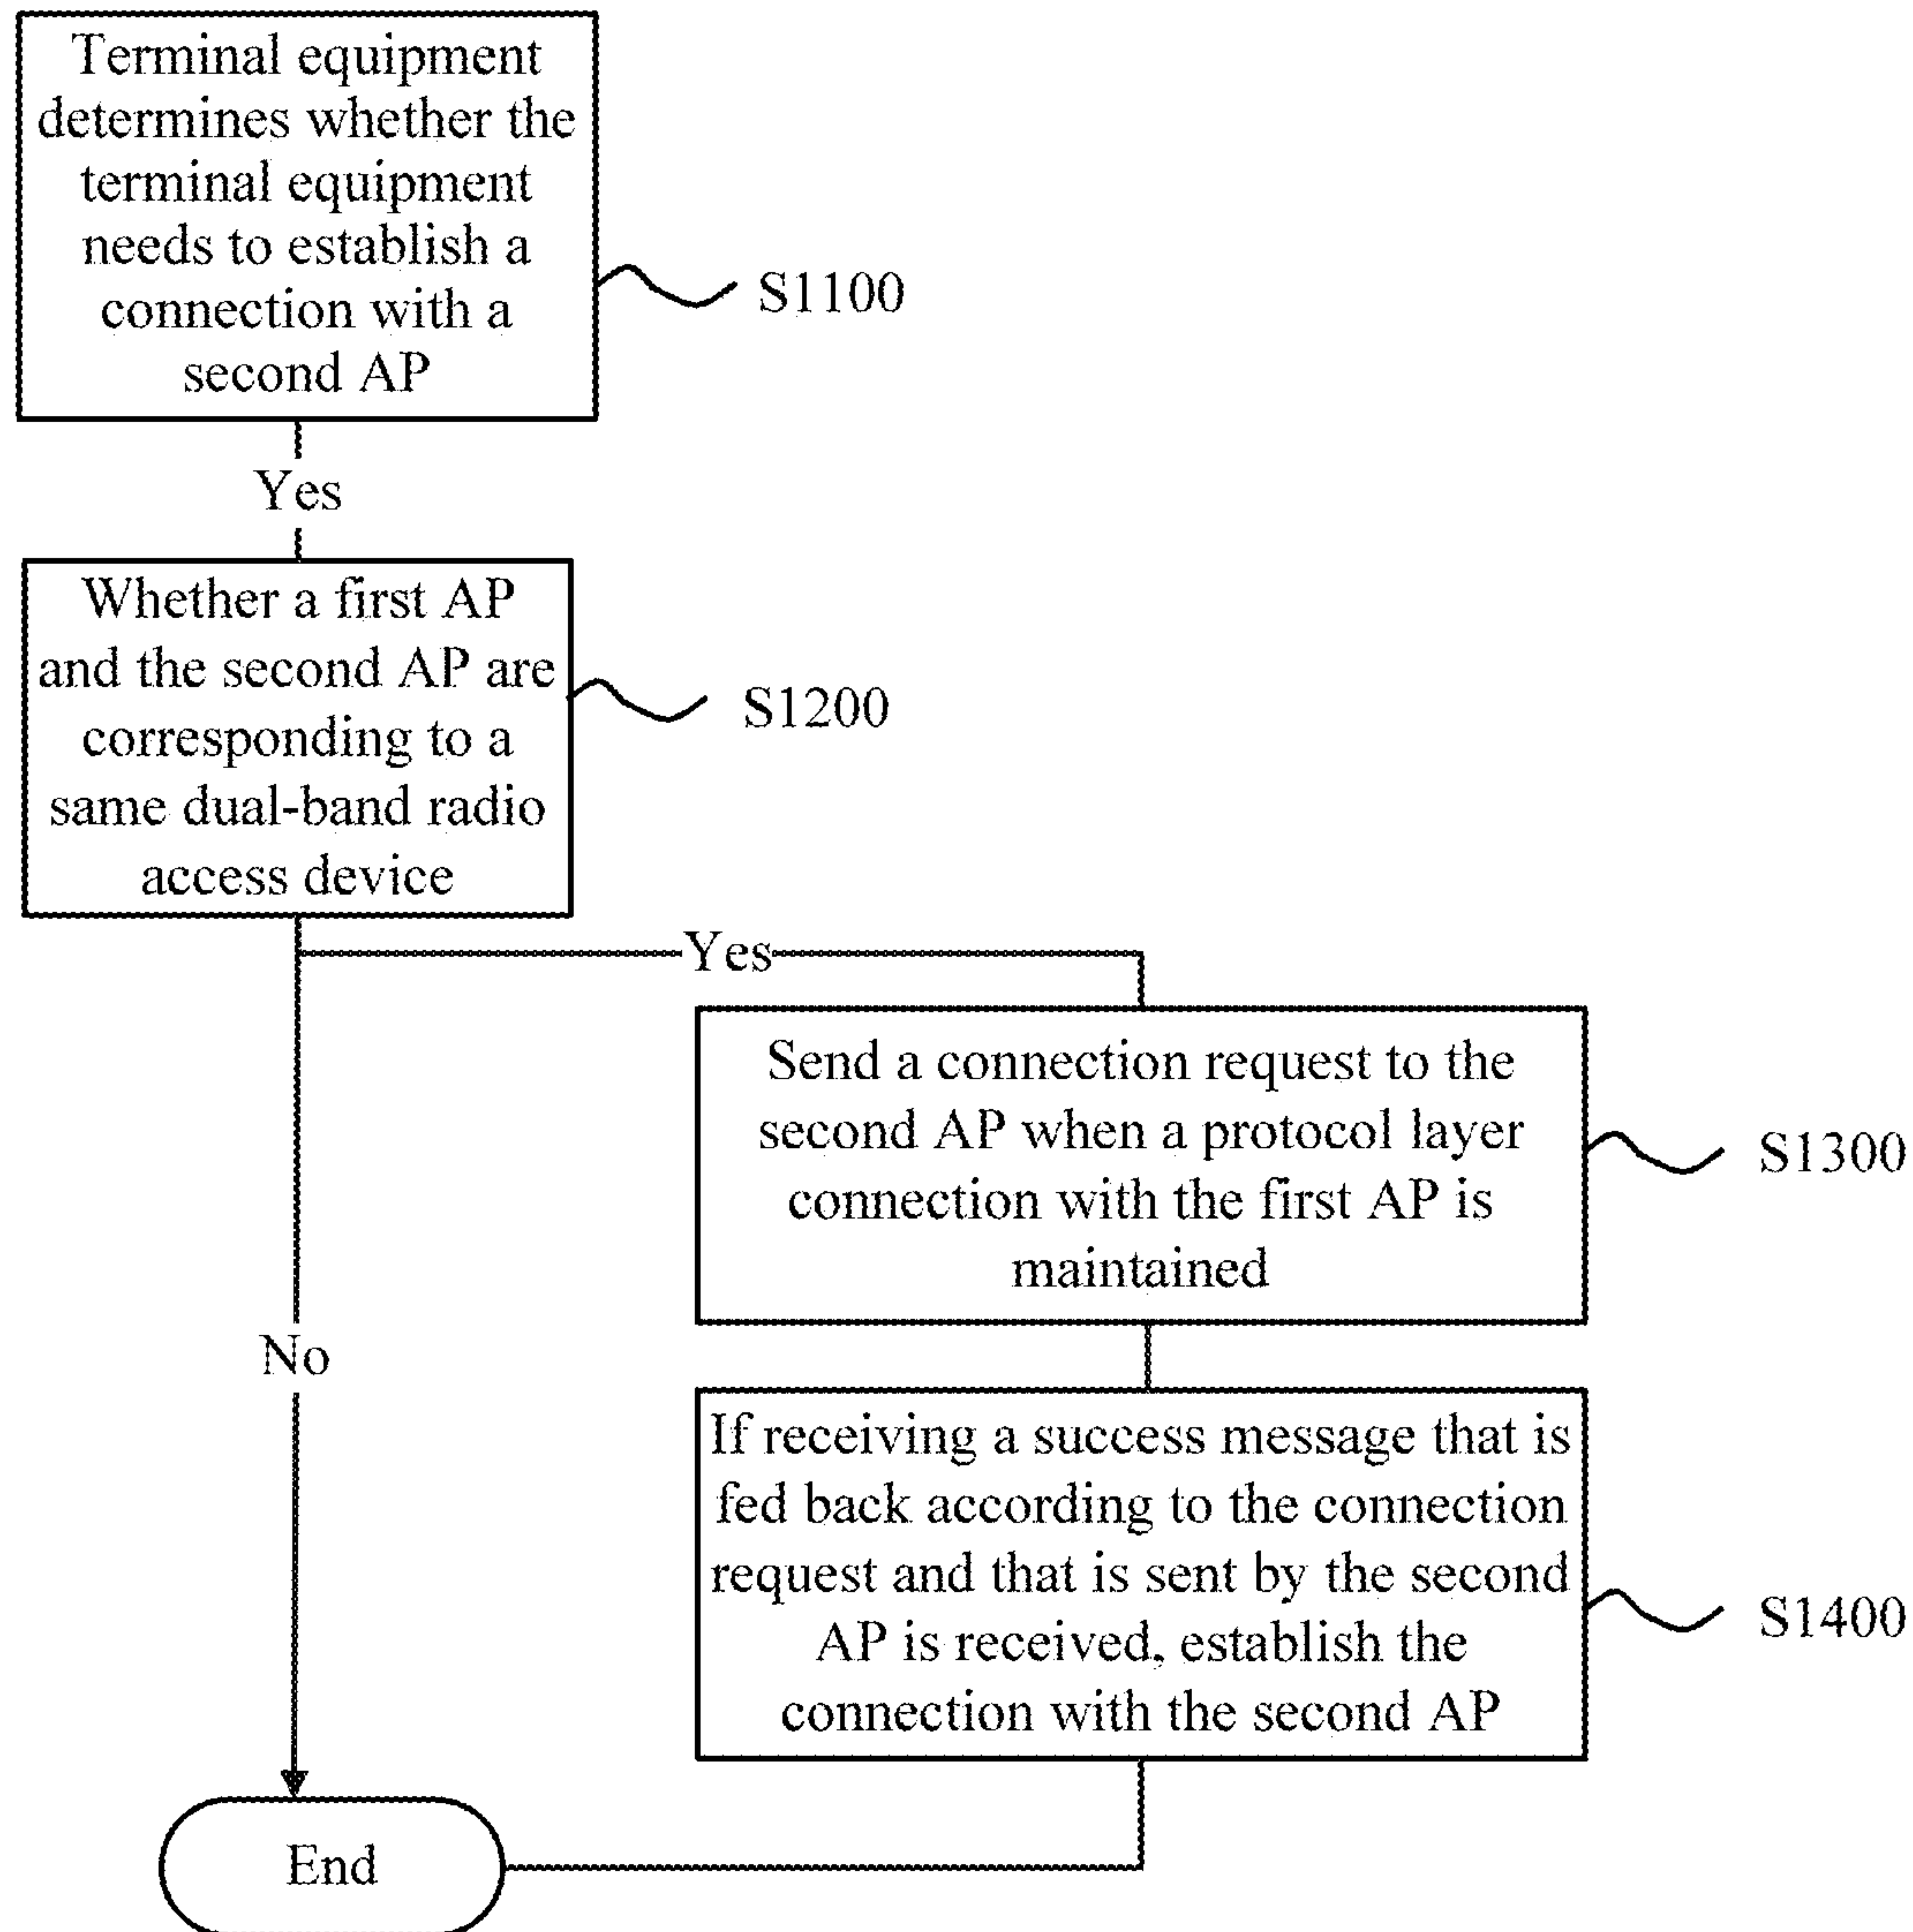 Terminal equipment
determines whether the
terminal equipment
needs to establish a
connection with a
second AP
S1100
Yes
Whether a first AP
and the second AP are
corresponding to a
same dual-band radio
access device
S1200
Yes
Send a connection request to the
second AP when a protocol layer
connection with the first AP is
maintained
S1300
No
If receiving a success message that is
fed back according to the connection
request and that is sent by the second
AP is received, establish the
connection with the second AP
S1400
End